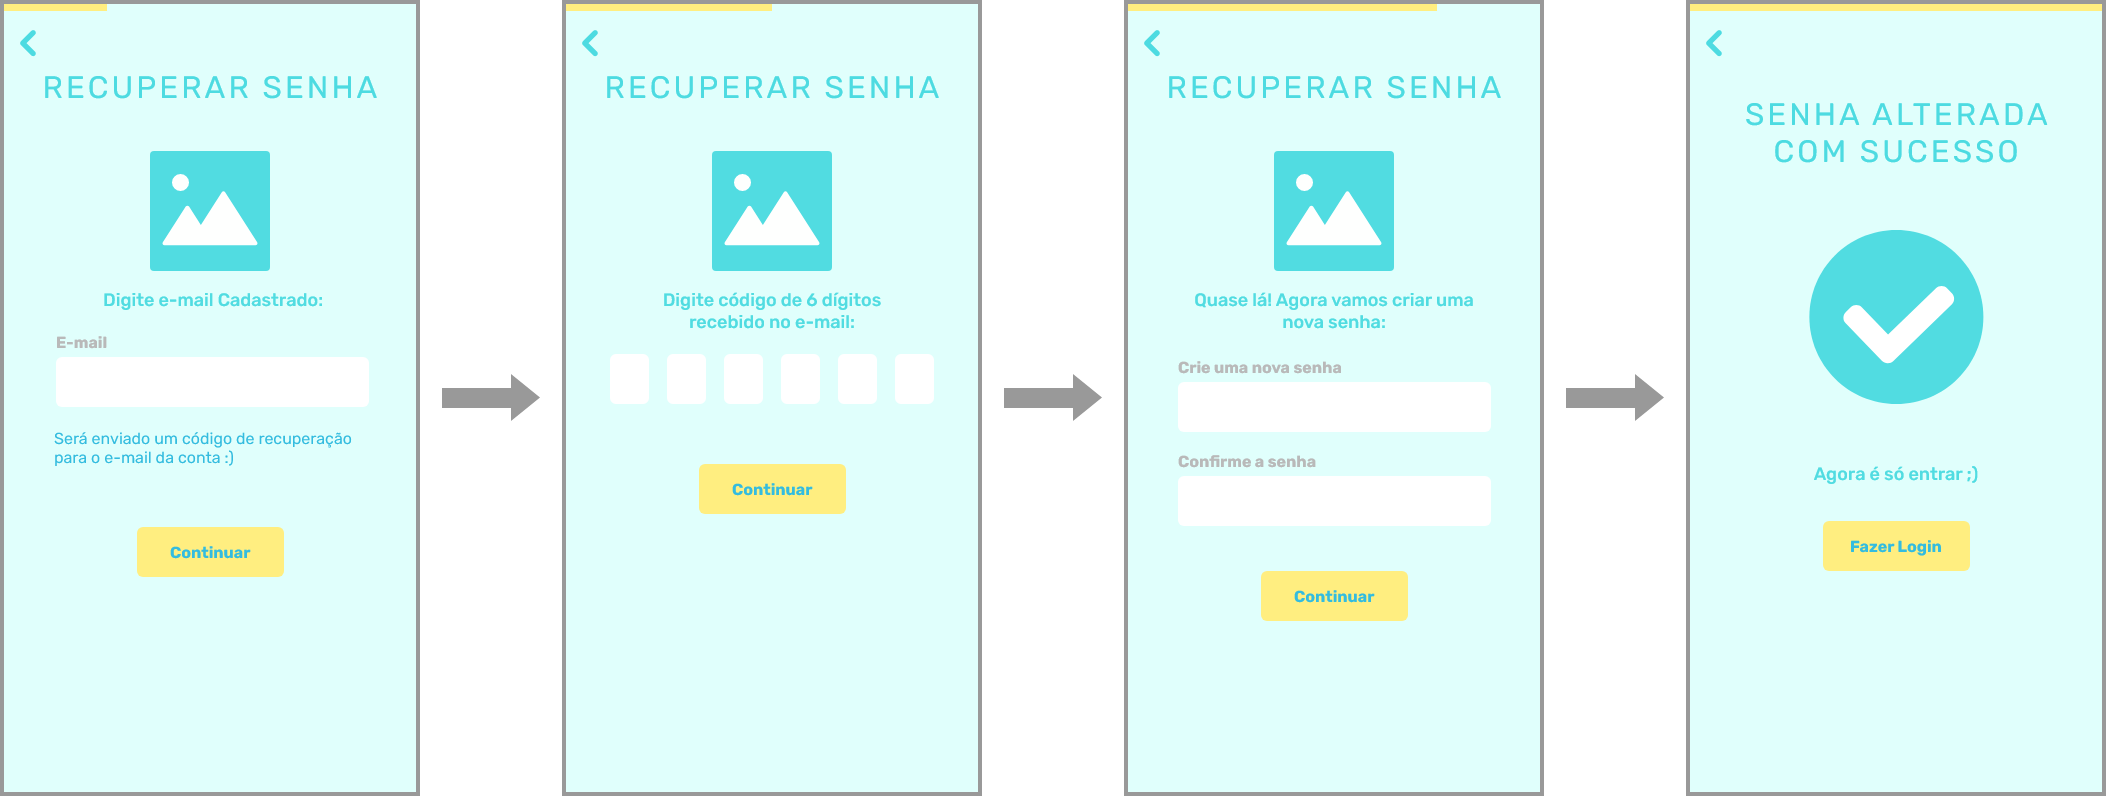 RECUPERAR SENHA
Digite e-mail Cadastrado:
E-mail
Será enviado um código de recuperação
para o e-mail da conta :)
Continuar
RECUPERAR SENHA
Digite código de 6 dígitos
recebido no e-mail:
Continuar
RECUPERAR SENHA
Quase lá! Agora vamos criar uma
nova senha:
Crie uma nova senha
Confirme a senha
Continuar
SENHA ALTERADA
COM SUCESSO
Agora é só entrar ;)
Fazer Login